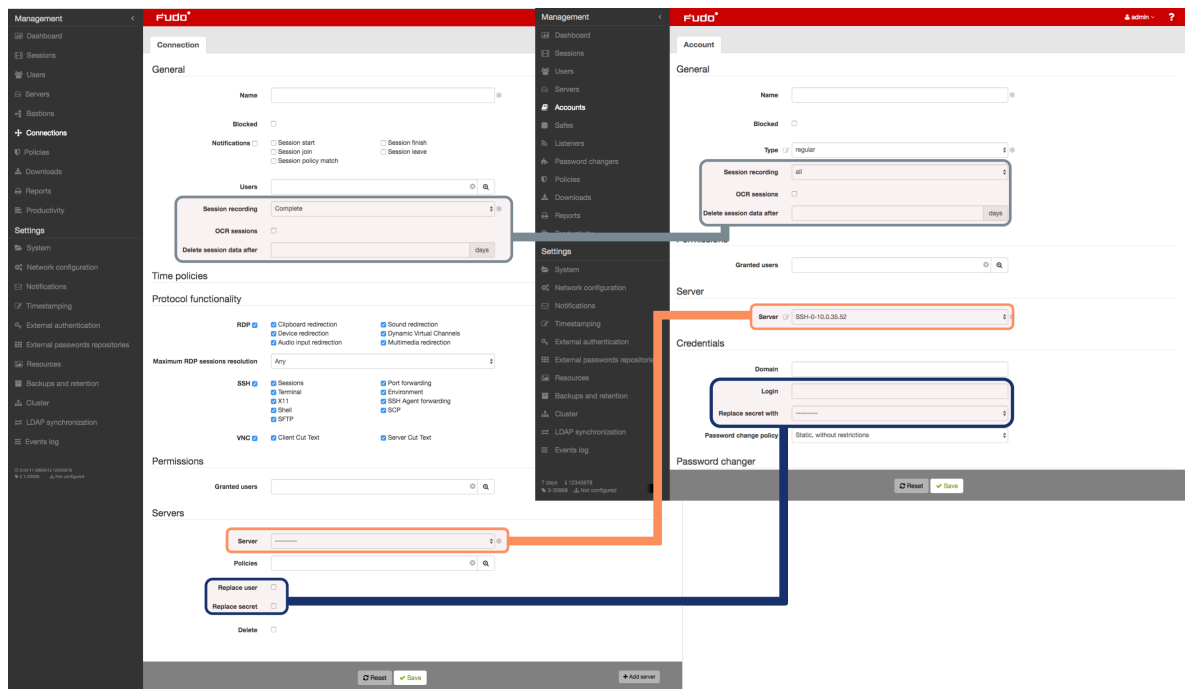 Management
FUDO
Dashboard
Sessions
Users
Servers
Bastions
Connections
Policies
Downloads
Reports
Productivity
Settings
System
Network configuration
Notifications
Timestamping
External authentication
External passwords repositories
Resources
Backups and retention
Cluster
LDAP synchronization
Events log
Not configured
Connection
General
Name
Blocked
Notifications
Session start
Session finish
Session join
Session leave
Session policy match
Users
Session recording
Complete
OCR sessions
Delete session data after
days
Time policies
Protocol functionality
RDP
Clipboard redirection
Sound redirection
Device redirection
Dynamic Virtual Channels
Audio input redirection
Multimedia redirection
Maximum RDP sessions resolution
Any
SSH
Sessions
Port forwarding
Terminal
Environment
X11
SSH Agent forwarding
Shell
SCP
SFTP
VNC
Client Cut Text
Server Cut Text
Permissions
Granted users
Servers
Server
---------
Policies
Replace user
Replace secret
Delete
Reset
Save
+ Add server
Management
FUDO
admin
?
Dashboard
Sessions
Users
Servers
Accounts
Safes
Listeners
Password changers
Policies
Downloads
Reports
Settings
System
Network configuration
Notifications
Timestamping
External authentication
External passwords repositorie
Resources
Backups and retention
Cluster
LDAP synchronization
Events log
7 days
12345678
Not configured
Account
General
Name
Blocked
Type
regular
Session recording
all
OCR sessions
Delete session data after
days
Permissions
Granted users
Server
Server
SSH-0-10.0.35.52
Credentials
Domain
Login
Replace secret with
---------
Password change policy
Static, without restrictions
Password changer
Reset
Save